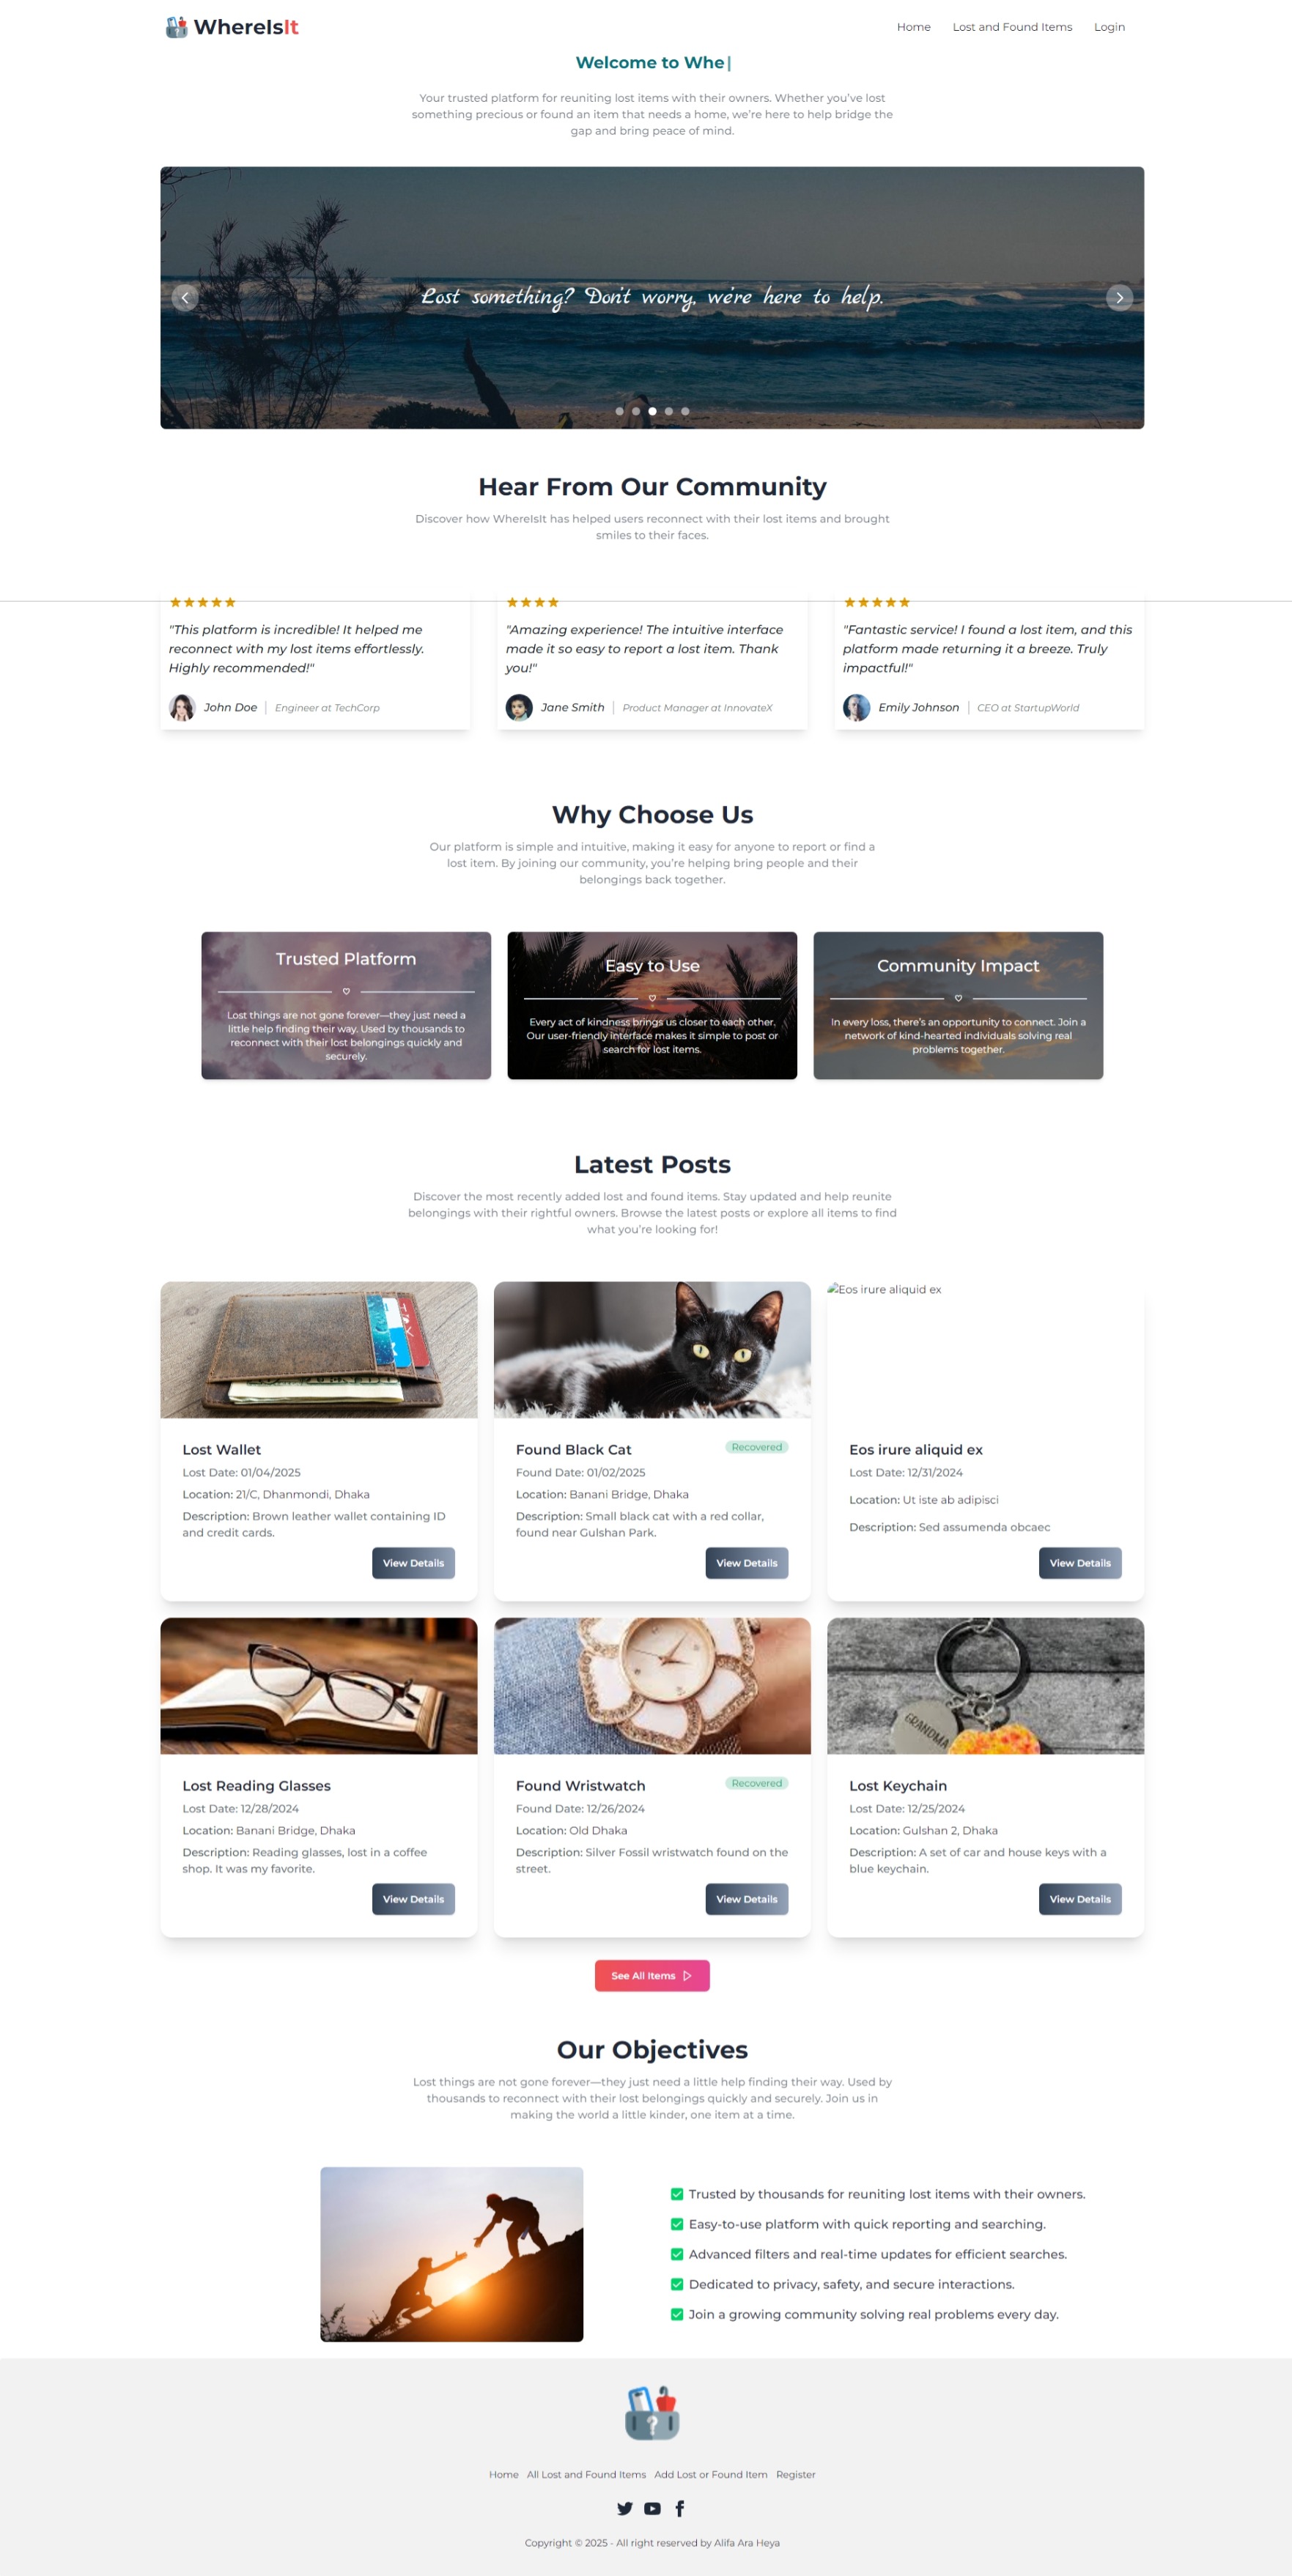 WhereIsIt
Home Lost and Found Items Login
Welcome to Whe|
Your trusted platform for reuniting lost items with their owners. Whether you've lost
something precious or found an item that needs a home, we're here to help bridge the
gap and bring peace of mind.
Lost something? Don't worry, we're here to help.
Hear From Our Community
Discover how WhereIsIt has helped users reconnect with their lost items and brought
smiles to their faces.
"This platform is incredible! It helped me
reconnect with my lost items effortlessly.
Highly recommended!"
John Doe | Engineer at TechCorp
"Amazing experience! The intuitive interface
made it so easy to report a lost item. Thank
you!"
Jane Smith | Product Manager at InnovateX
"Fantastic service! I found a lost item, and this
platform made returning it a breeze. Truly
impactful!"
Emily Johnson | CEO at StartupWorld
Why Choose Us
Our platform is simple and intuitive, making it easy for anyone to report or find a
lost item. By joining our community, you're helping bring people and their
belongings back together.
Trusted Platform
Lost things are not gone forever—they just need a
little help finding their way. Used by thousands to
reconnect with their lost belongings quickly and
securely.
Easy to Use
Every act of kindness brings us closer to each other.
Our user-friendly interface makes it simple to post or
search for lost items.
Community Impact
In every loss, there's an opportunity to connect. Join a
network of kind-hearted individuals solving real
problems together.
Latest Posts
Discover the most recently added lost and found items. Stay updated and help reunite
belongings with their rightful owners. Browse the latest posts or explore all items to find
what you're looking for!
Lost Wallet
Lost Date: 01/04/2025
Location: 21/C, Dhanmondi, Dhaka
Description: Brown leather wallet containing ID
and credit cards.
View Details
Found Black Cat
Recovered
Found Date: 01/02/2025
Location: Banani Bridge, Dhaka
Description: Small black cat with a red collar,
found near Gulshan Park.
View Details
Eos irure aliquid ex
Eos irure aliquid ex
Lost Date: 12/31/2024
Location: Ut iste ab adipisci
Description: Sed assumenda obcaec
View Details
Lost Reading Glasses
Lost Date: 12/28/2024
Location: Banani Bridge, Dhaka
Description: Reading glasses, lost in a coffee
shop. It was my favorite.
View Details
Found Wristwatch
Recovered
Found Date: 12/26/2024
Location: Old Dhaka
Description: Silver Fossil wristwatch found on the
street.
View Details
GRANDMA
Lost Keychain
Lost Date: 12/25/2024
Location: Gulshan 2, Dhaka
Description: A set of car and house keys with a
blue keychain.
View Details
See All Items
Our Objectives
Lost things are not gone forever—they just need a little help finding their way. Used by
thousands to reconnect with their lost belongings quickly and securely. Join us in
making the world a little kinder, one item at a time.
Trusted by thousands for reuniting lost items with their owners.
Easy-to-use platform with quick reporting and searching.
Advanced filters and real-time updates for efficient searches.
Dedicated to privacy, safety, and secure interactions.
Join a growing community solving real problems every day.
?
Home All Lost and Found Items Add Lost or Found Item Register
Copyright © 2025 - All right reserved by Alifa Ara Heya